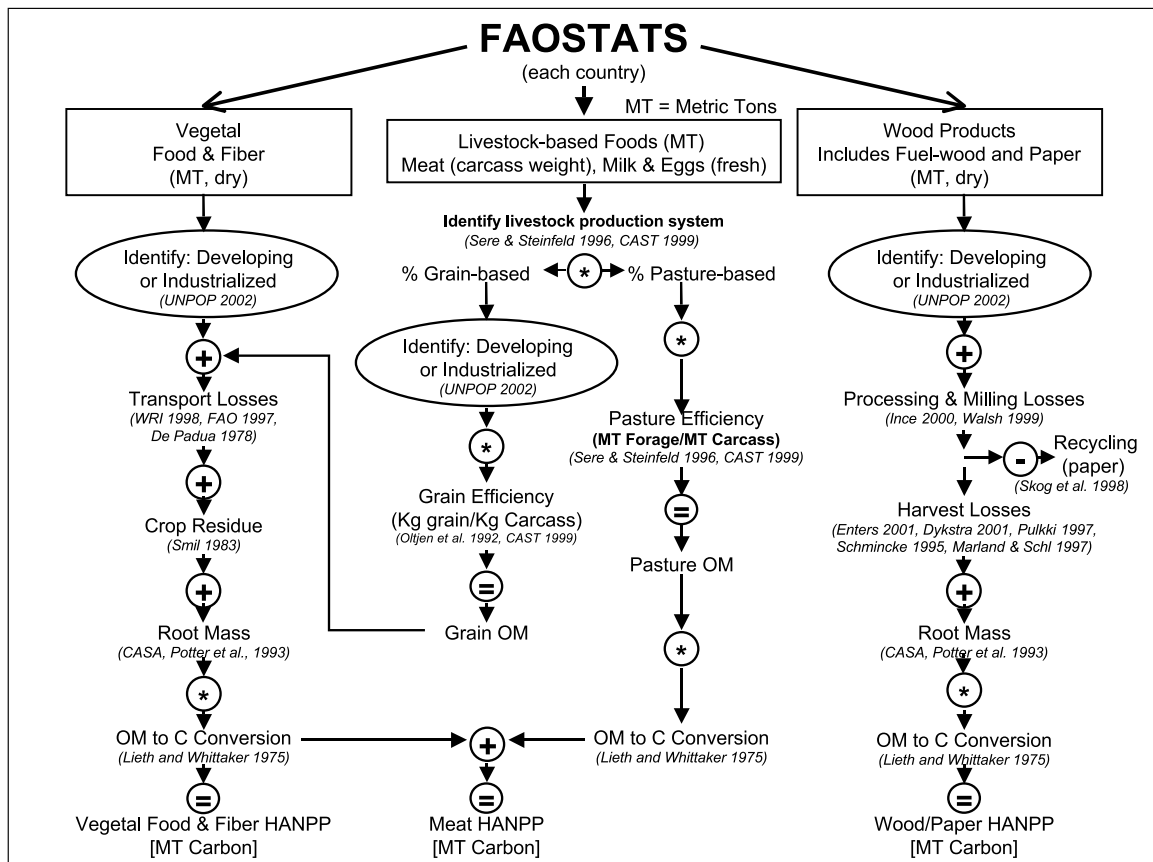 FAOSTATS
(each country)
MT = Metric Tons
Vegetal
Food & Fiber
(MT, dry)
Identify: Developing
or Industrialized
(UNPOP 2002)
+
Transport Losses
(WRI 1998, FAO 1997,
De Padua 1978)
+
Crop Residue
(Smil 1983)
+
Root Mass
(CASA, Potter et al., 1993)
*
OM to C Conversion
(Lieth and Whittaker 1975)
=
Vegetal Food & Fiber HANPP
[MT Carbon]
Livestock-based Foods (MT)
Meat (carcass weight), Milk & Eggs (fresh)
Identify livestock production system
(Sere & Steinfeld 1996, CAST 1999)
% Grain-based * % Pasture-based
Identify: Developing
or Industrialized
(UNPOP 2002)
*
Grain Efficiency
(Kg grain/Kg Carcass)
(Oltjen et al. 1992, CAST 1999)
=
Grain OM
+
=
Meat HANPP
[MT Carbon]
*
Pasture Efficiency
(MT Forage/MT Carcass)
(Sere & Steinfeld 1996, CAST 1999)
=
Pasture OM
*
OM to C Conversion
(Lieth and Whittaker 1975)
Wood Products
Includes Fuel-wood and Paper
(MT, dry)
Identify: Developing
or Industrialized
(UNPOP 2002)
+
Processing & Milling Losses
(Ince 2000, Walsh 1999)
- Recycling
(paper)
(Skog et al. 1998)
Harvest Losses
(Enters 2001, Dykstra 2001, Pulkki 1997,
Schmincke 1995, Marland & Schl 1997)
+
Root Mass
(CASA, Potter et al. 1993)
*
OM to C Conversion
(Lieth and Whittaker 1975)
=
Wood/Paper HANPP
[MT Carbon]